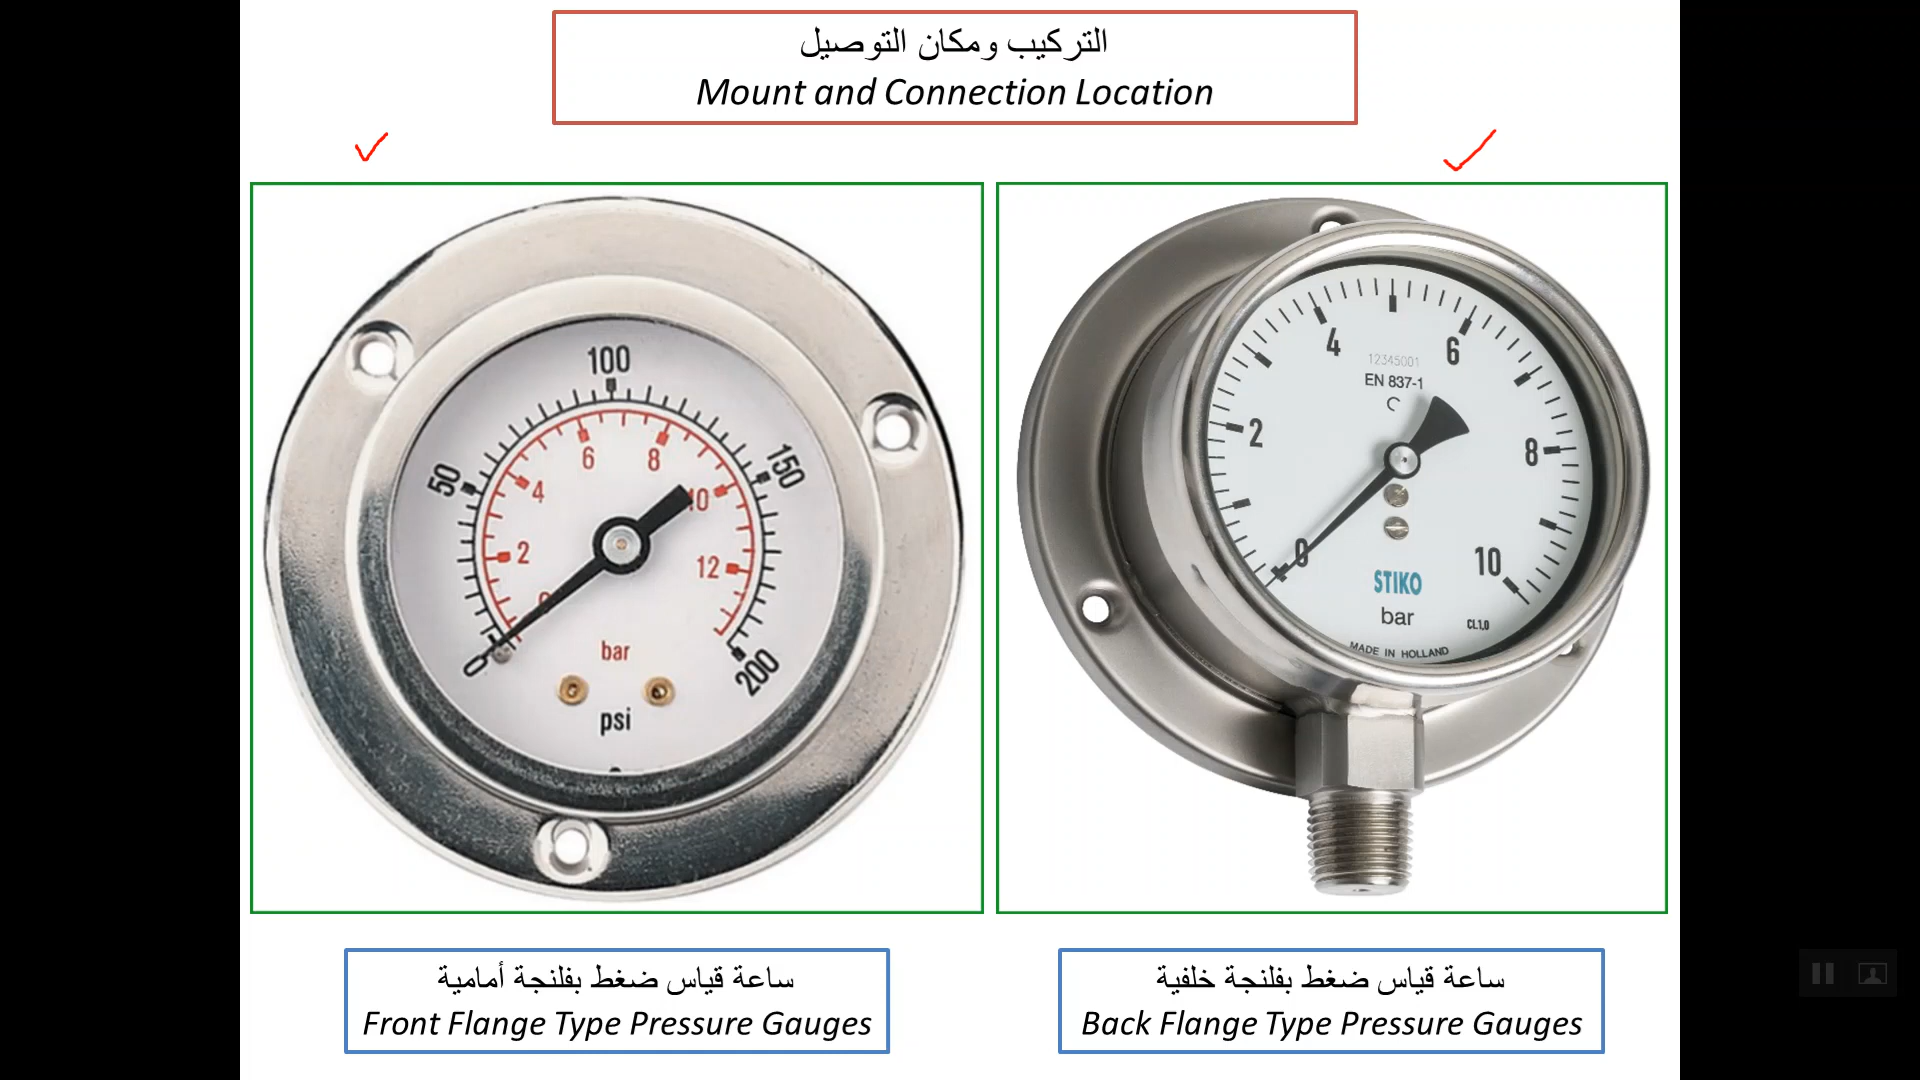 التركيب ومكان التوصيل
Mount and Connection Location
100
50
150
6
8
4
10
2
12
0
bar
0
200
psi
4
6
12345001
EN 837-1
2
8
0
10
STIKO
bar
CL1,0
MADE IN HOLLAND
ساعة قياس ضغط بفلنجة أمامية
Front Flange Type Pressure Gauges
ساعة قياس ضغط بفلنجة خلفية
Back Flange Type Pressure Gauges